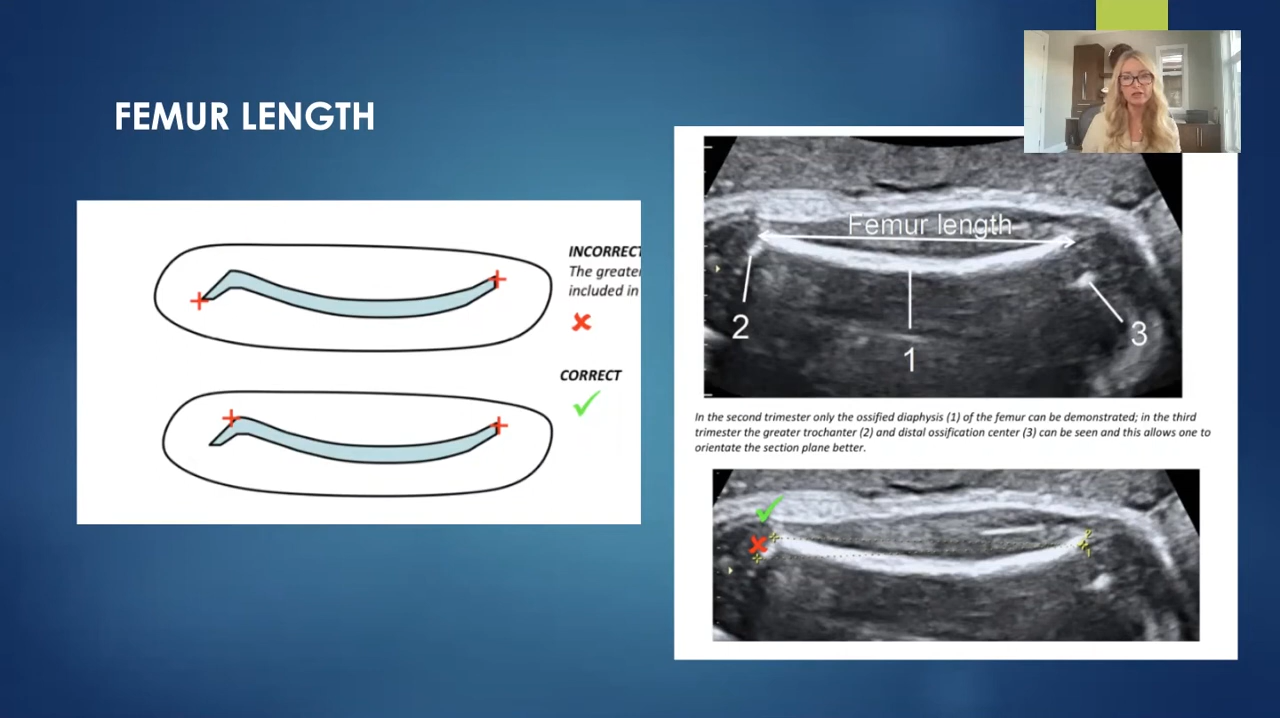 FEMUR LENGTH
INCORRECT
The greater
included in
CORRECT
Femur length
2
1
3
In the second trimester only the ossified diaphysis (1) of the femur can be demonstrated; in the third
trimester the greater trochanter (2) and distal ossification center (3) can be seen and this allows one to
orientate the section plane better.
2
1